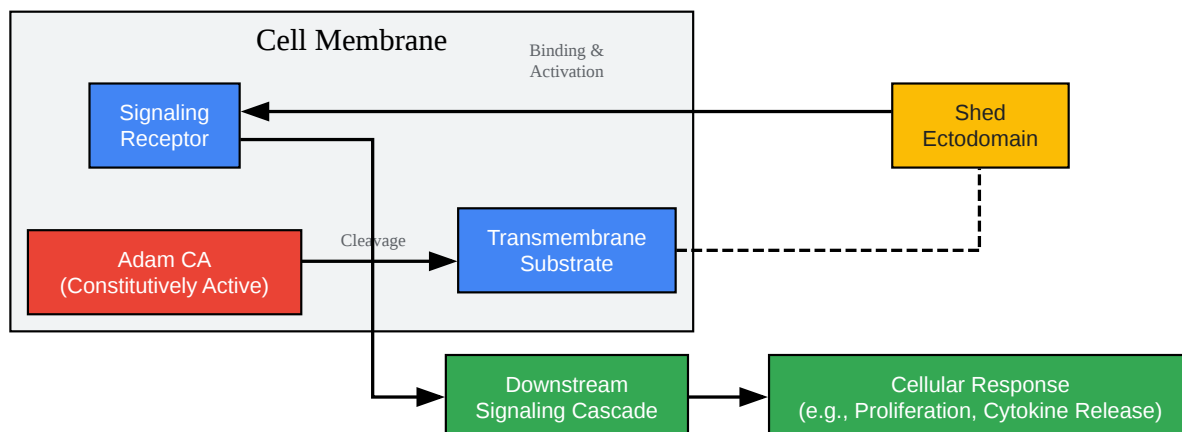 Cell Membrane
Binding &
Activation
Signaling
Receptor
Shed
Ectodomain
Adam CA
(Constitutively Active)
Cleavage
Transmembrane
Substrate
Downstream
Signaling Cascade
Cellular Response
(e.g., Proliferation, Cytokine Release)